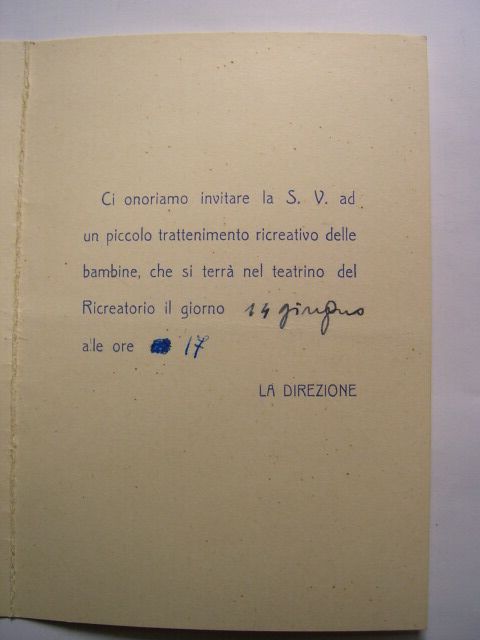 Ci onoriamo invitare la S. V. ad
un piccolo trattenimento ricreativo delle
bambine, che si terrà nel teatrino del
Ricreatorio il giorno 14 giugno
alle ore 17
LA DIREZIONE